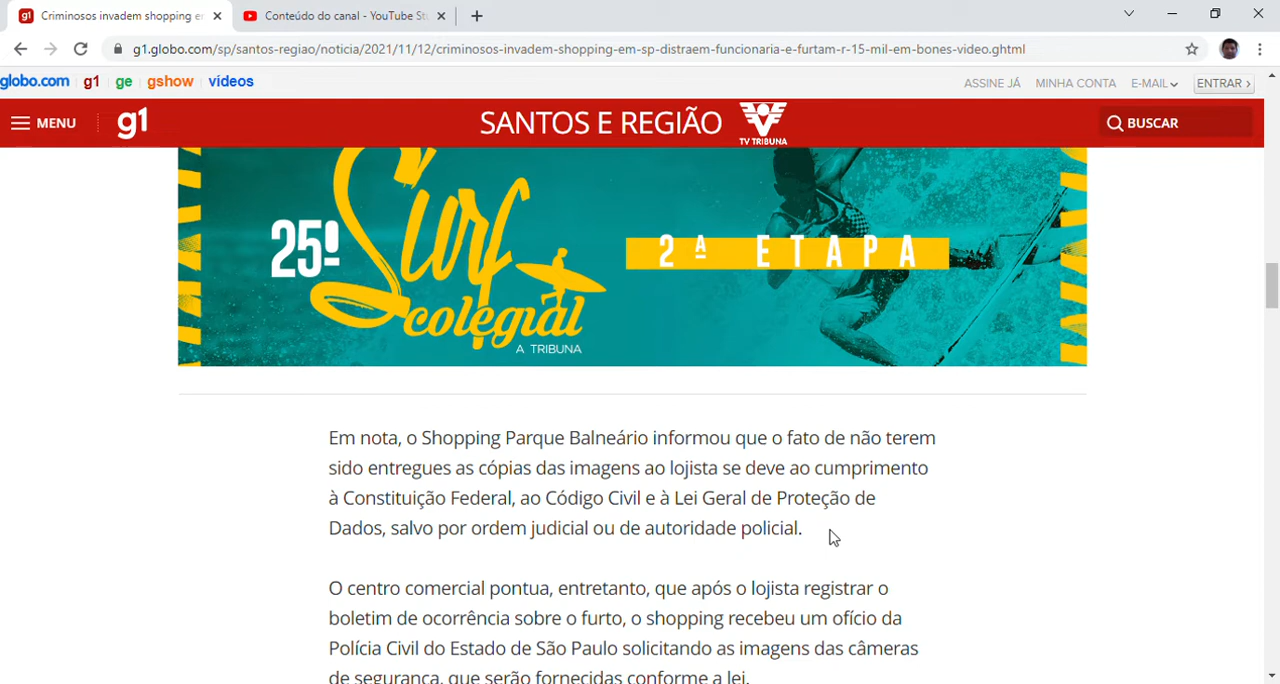 Criminosos invadem shopping e
Conteúdo do canal - YouTube St
g1.globo.com/sp/santos-regiao/noticia/2021/11/12/criminosos-invadem-shopping-em-sp-distraem-funcionaria-e-furtam-r-15-mil-em-bones-video.ghtml
globo.com g1 ge gshow vídeos
ASSINE JÁ MINHA CONTA E-MAIL ENTRAR ›
MENU g1 SANTOS E REGIÃO TV TRIBUNA BUSCAR
25º Surf colegial A TRIBUNA
2ª ETAPA
Em nota, o Shopping Parque Balneário informou que o fato de não terem
sido entregues as cópias das imagens ao lojista se deve ao cumprimento
à Constituição Federal, ao Código Civil e à Lei Geral de Proteção de
Dados, salvo por ordem judicial ou de autoridade policial.
O centro comercial pontua, entretanto, que após o lojista registrar o
boletim de ocorrência sobre o furto, o shopping recebeu um ofício da
Polícia Civil do Estado de São Paulo solicitando as imagens das câmeras
de segurança, que serão fornecidas conforme a lei.